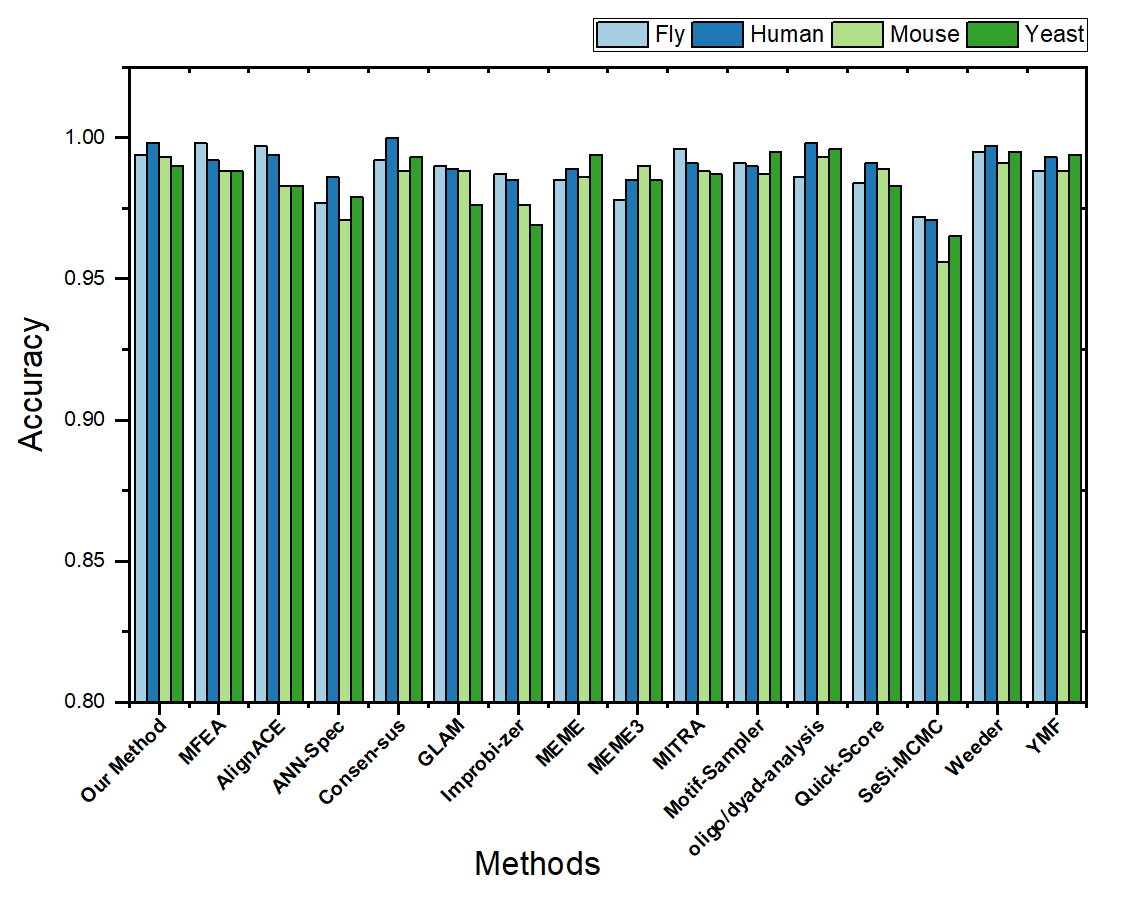 Fly Human Mouse Yeast
1.00
0.95
0.90
0.85
0.80
Accuracy
Our Method
MFEA
AlignACE
ANN-Spec
Consen-sus
GLAM
Improbi-zer
MEME
MEME3
MITRA
Motif-Sampler
oligo/dyad-analysis
Quick-Score
SeSi-MCMC
Weeder
YMF
Methods